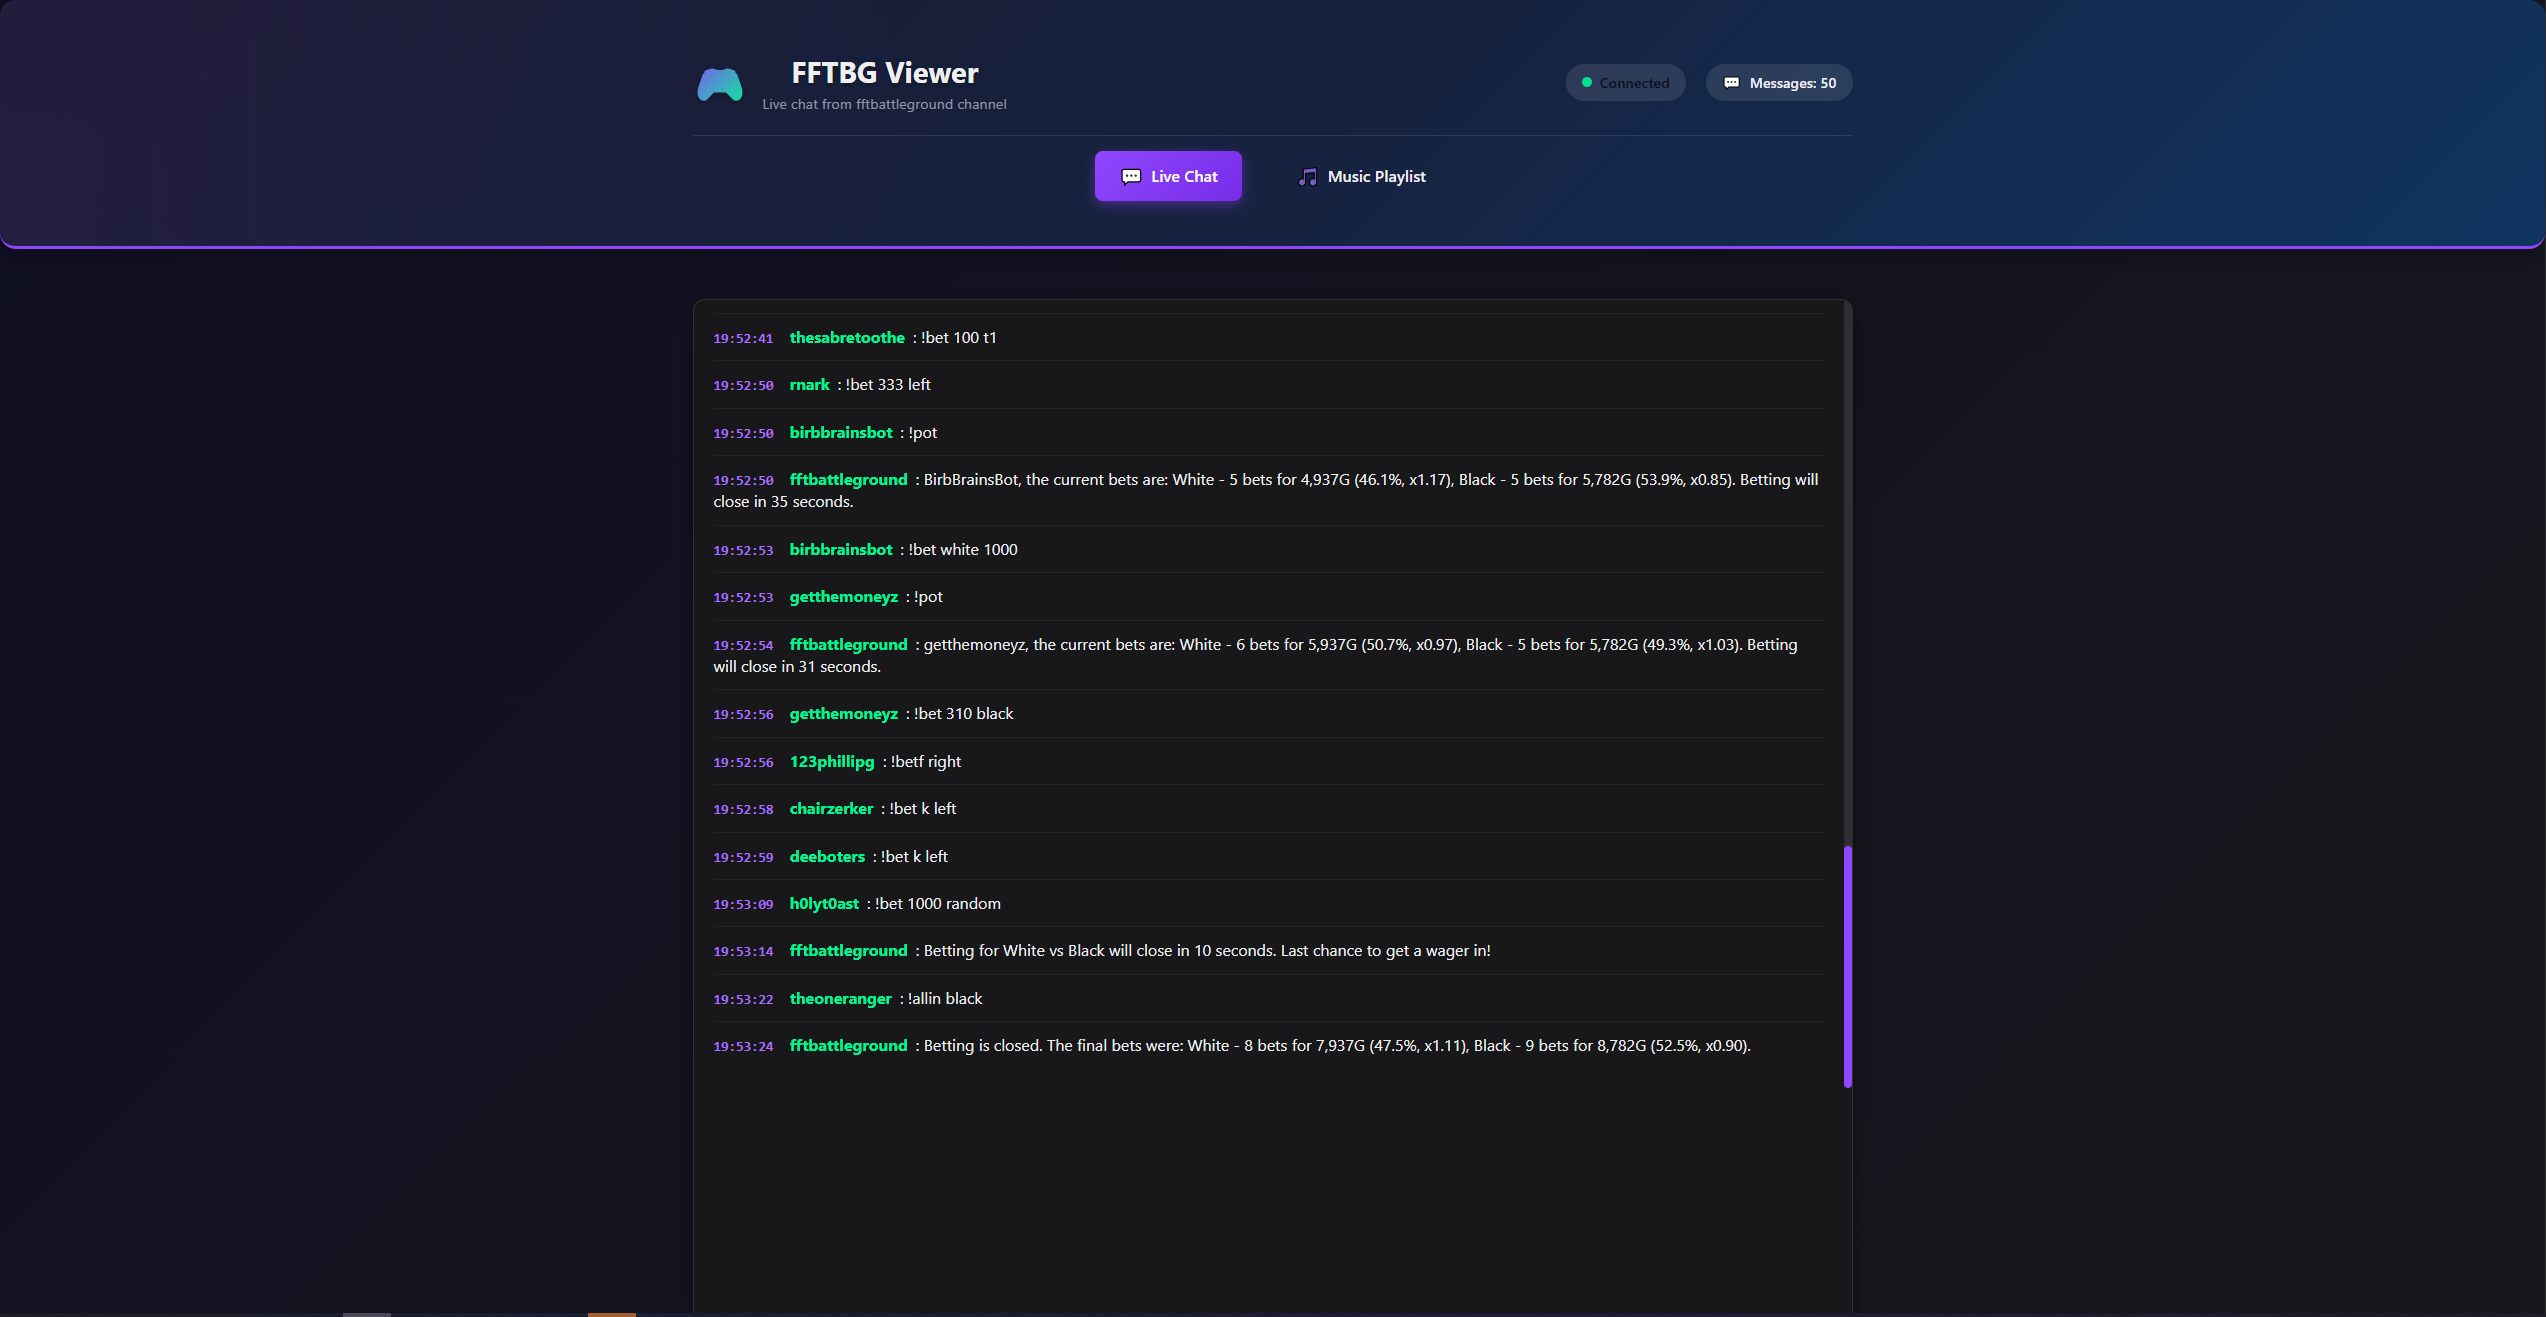 FFTBG Viewer
Live chat from fftbattleground channel
Connected
Messages: 50
Live Chat
Music Playlist
19:52:41 thesabretoothe : !bet 100 t1
19:52:50 rnark : !bet 333 left
19:52:50 birbbrainsbot : !pot
19:52:50 fftbattleground : BirbBrainsBot, the current bets are: White - 5 bets for 4,937G (46.1%, x1.17), Black - 5 bets for 5,782G (53.9%, x0.85). Betting will
close in 35 seconds.
19:52:53 birbbrainsbot : !bet white 1000
19:52:53 getthemoneyz : !pot
19:52:54 fftbattleground : getthemoneyz, the current bets are: White - 6 bets for 5,937G (50.7%, x0.97), Black - 5 bets for 5,782G (49.3%, x1.03). Betting
will close in 31 seconds.
19:52:56 getthemoneyz : !bet 310 black
19:52:56 123phillipg : !betf right
19:52:58 chairzerker : !bet k left
19:52:59 deeboters : !bet k left
19:53:09 h0lyt0ast : !bet 1000 random
19:53:14 fftbattleground : Betting for White vs Black will close in 10 seconds. Last chance to get a wager in!
19:53:22 theoneranger : !allin black
19:53:24 fftbattleground : Betting is closed. The final bets were: White - 8 bets for 7,937G (47.5%, x1.11), Black - 9 bets for 8,782G (52.5%, x0.90).